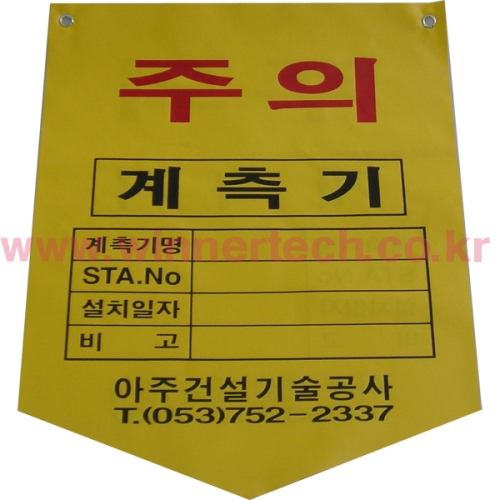 주의
계측기
www.winnertech.co.kr
계측기명
STA.No
설치일자
비 고
아주건설기술공사
T.(053)752-2337